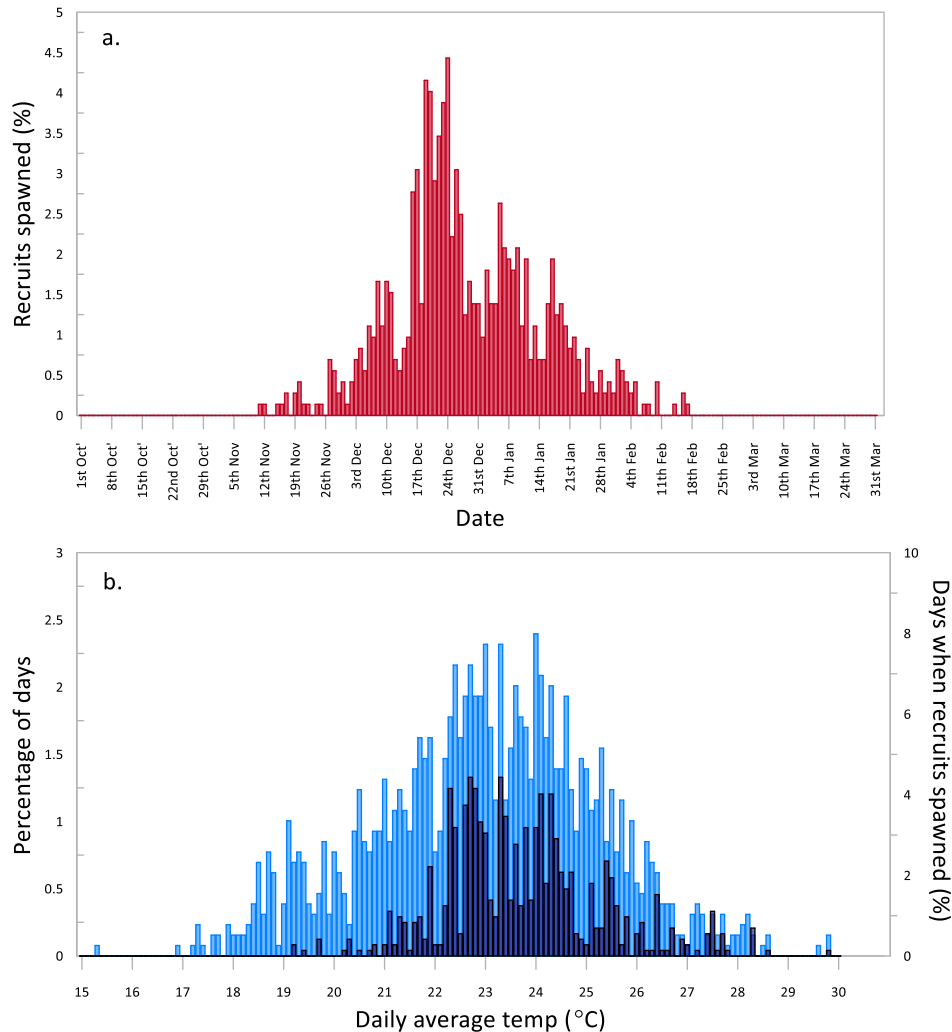 a.
Recruits spawned (%)
5
4.5
4
3.5
3
2.5
2
1.5
1
0.5
0
1st Oct'
8th Oct'
15th Oct'
22nd Oct'
29th Oct'
5th Nov
12th Nov
19th Nov
26th Nov
3rd Dec
10th Dec
17th Dec
24th Dec
31st Dec
7th Jan
14th Jan
21st Jan
28th Jan
4th Feb
11th Feb
18th Feb
25th Feb
3rd Mar
10th Mar
17th Mar
24th Mar
31st Mar
Date
b.
Percentage of days
3
2.5
2
1.5
1
0.5
0
10
8
6
4
2
0
Days when recruits spawned (%)
15 16 17 18 19 20 21 22 23 24 25 26 27 28 29 30
Daily average temp (°C)